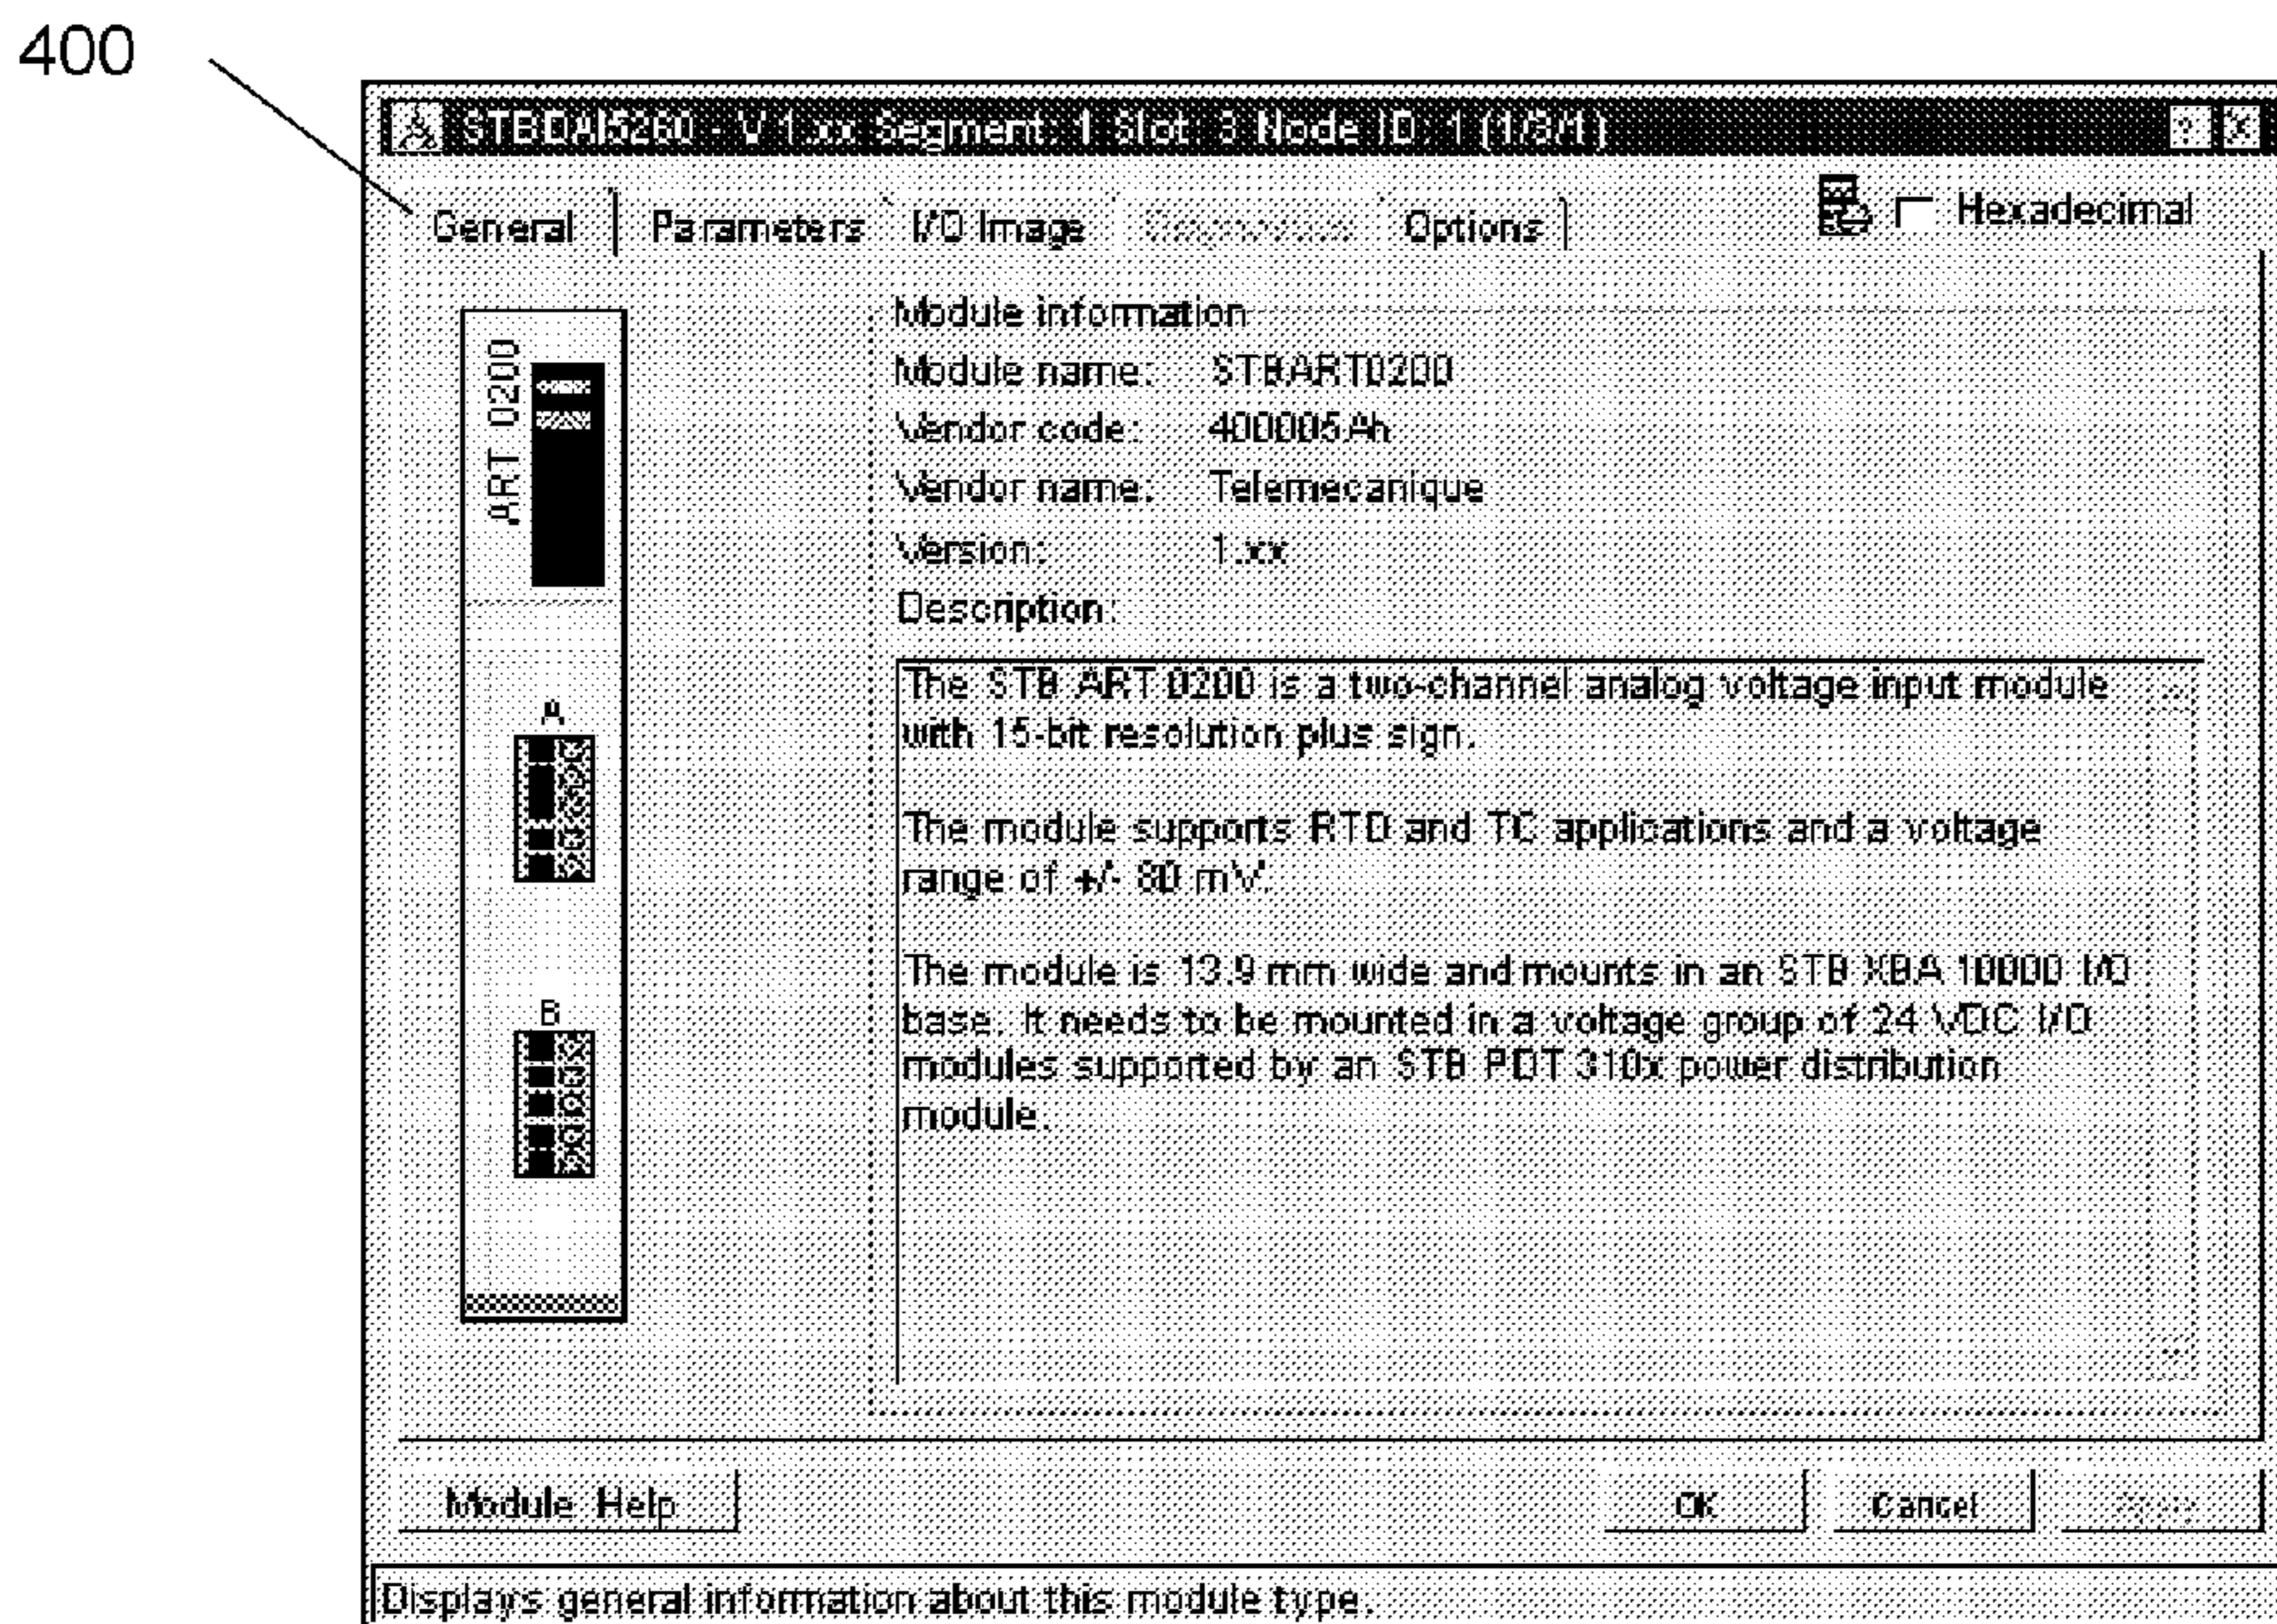 400
STBDAI5260 - V 1.xx Segment: 1 Slot: 3 Node ID: 1 (1/3/1)
General Parameters I/O Image Diagnostics Options Hexadecimal
ART 0200
A
B
Module information
Module name: STBART0200
Vendor code: 400005Ah
Vendor name: Telemecanique
Version: 1.xx
Description:
The STB ART 0200 is a two-channel analog voltage input module
with 15-bit resolution plus sign.
The module supports RTD and TC applications and a voltage
range of +/- 80 mV.
The module is 13.9 mm wide and mounts in an STB XBA 10000 I/O
base. It needs to be mounted in a voltage group of 24 VDC I/O
modules supported by an STB PDT 310x power distribution
module.
Module Help OK Cancel Apply
Displays general information about this module type.